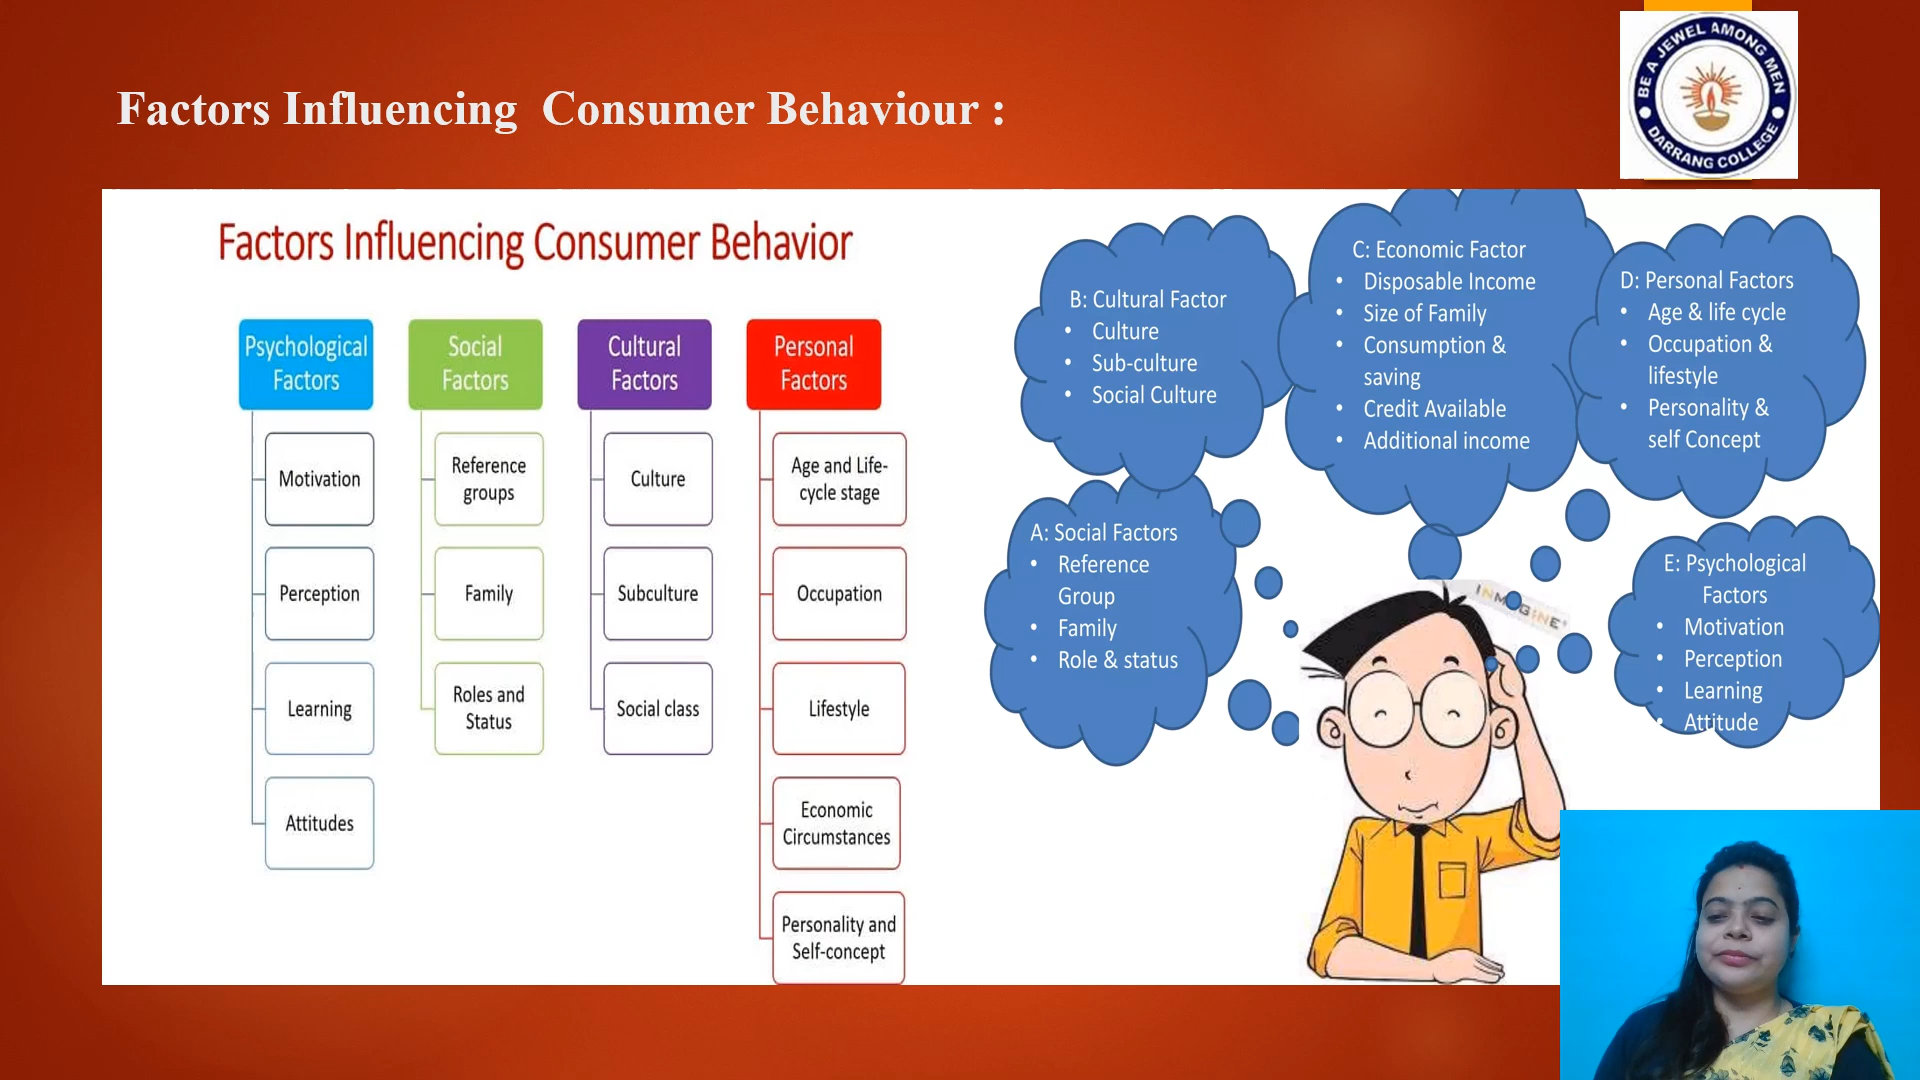 Factors Influencing Consumer Behaviour :
BE A JEWEL AMONG MEN
DARRANG COLLEGE
Factors Influencing Consumer Behavior
Psychological
Factors
Motivation
Perception
Learning
Attitudes
Social
Factors
Reference
groups
Family
Roles and
Status
Cultural
Factors
Culture
Subculture
Social class
Personal
Factors
Age and Life-
cycle stage
Occupation
Lifestyle
Economic
Circumstances
Personality and
Self-concept
A: Social Factors
• Reference
Group
• Family
• Role & status
B: Cultural Factor
• Culture
• Sub-culture
• Social Culture
C: Economic Factor
• Disposable Income
• Size of Family
• Consumption &
saving
• Credit Available
• Additional income
D: Personal Factors
• Age & life cycle
• Occupation &
lifestyle
• Personality &
self Concept
E: Psychological
Factors
• Motivation
• Perception
• Learning
• Attitude